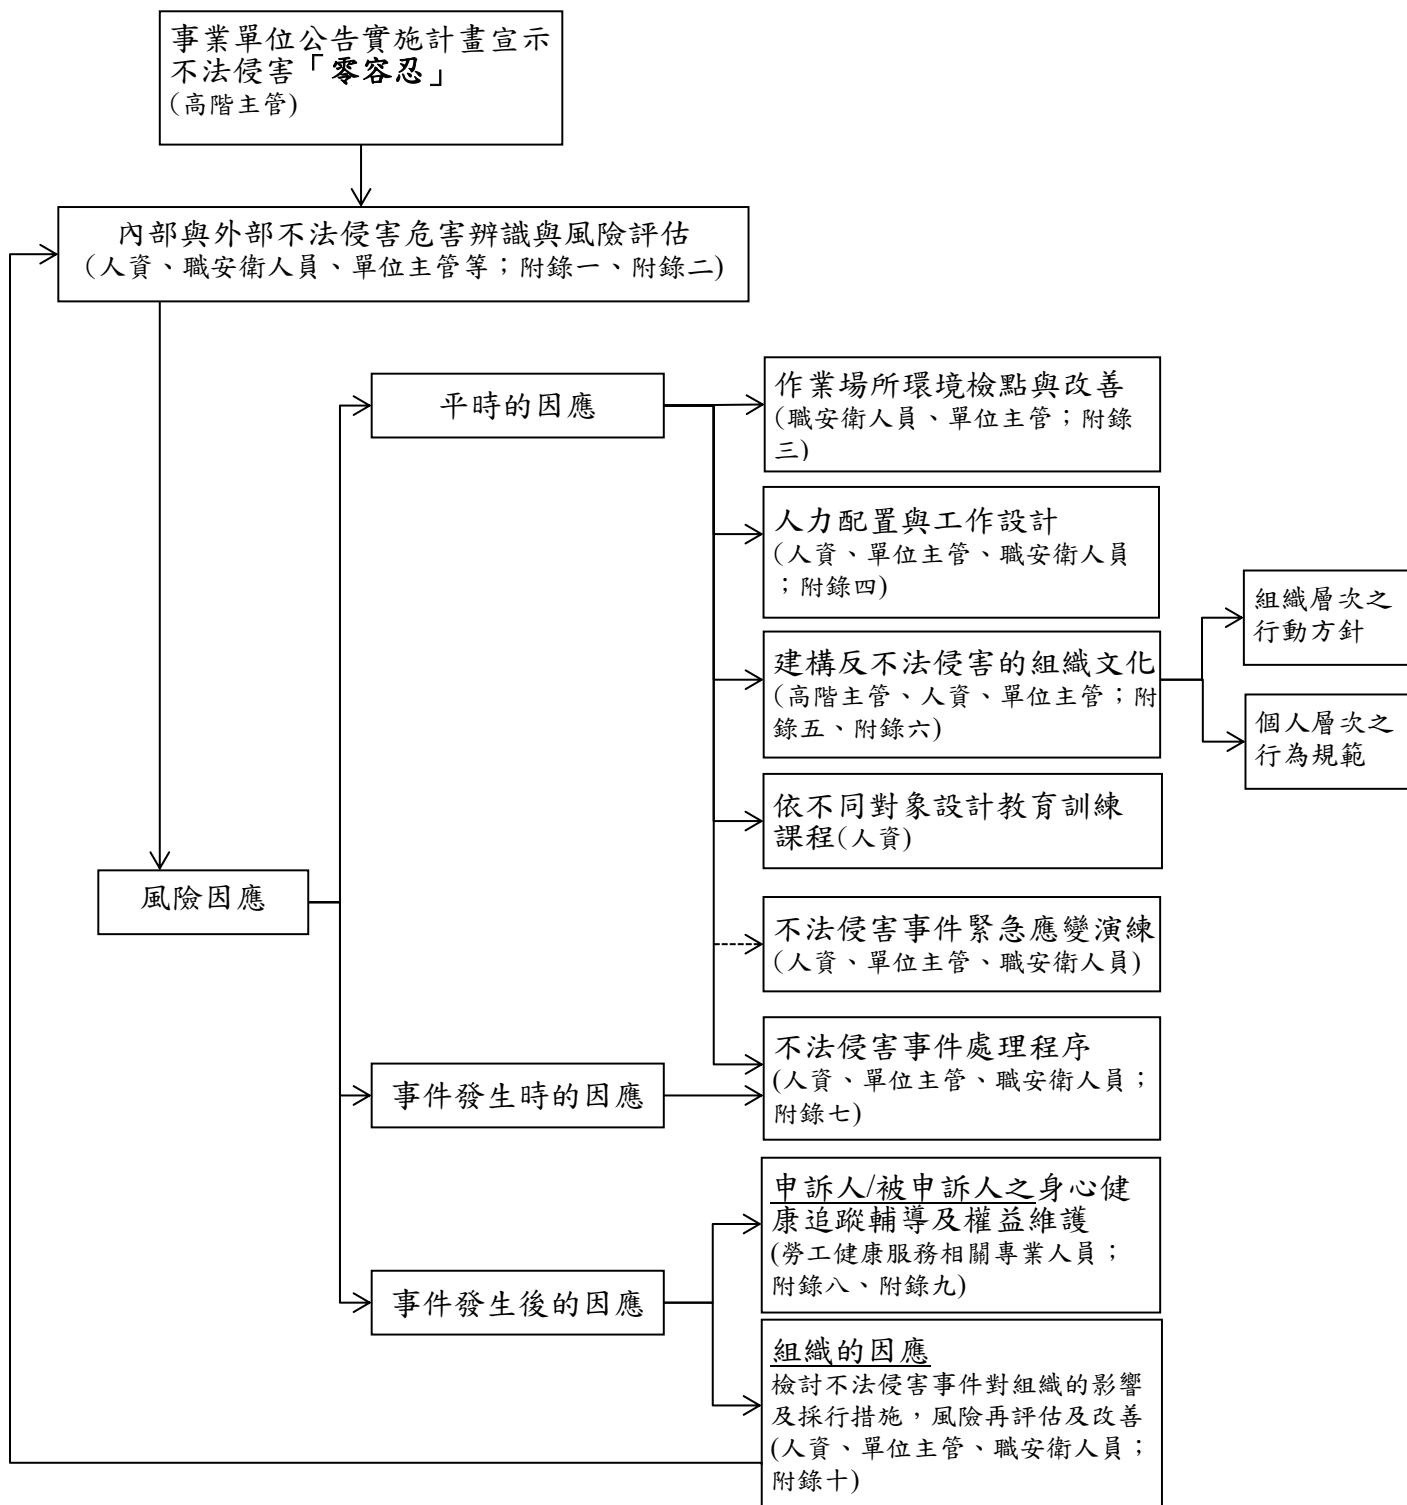 事業單位公告實施計畫宣示
不法侵害「零容忍」
(高階主管)
內部與外部不法侵害危害辨識與風險評估
(人資、職安衛人員、單位主管等；附錄一、附錄二)
平時的因應
作業場所環境檢點與改善
(職安衛人員、單位主管；附錄
三)
人力配置與工作設計
(人資、單位主管、職安衛人員
；附錄四)
組織層次之
行動方針
建構反不法侵害的組織文化
(高階主管、人資、單位主管；附
錄五、附錄六)
個人層次之
行為規範
依不同對象設計教育訓練
課程(人資)
風險因應
不法侵害事件緊急應變演練
(人資、單位主管、職安衛人員)
不法侵害事件處理程序
(人資、單位主管、職安衛人員；
附錄七)
事件發生時的因應
申訴人/被申訴人之身心健
康追蹤輔導及權益維護
(勞工健康服務相關專業人員；
附錄八、附錄九)
事件發生後的因應
組織的因應
檢討不法侵害事件對組織的影響
及採行措施，風險再評估及改善
(人資、單位主管、職安衛人員；
附錄十)